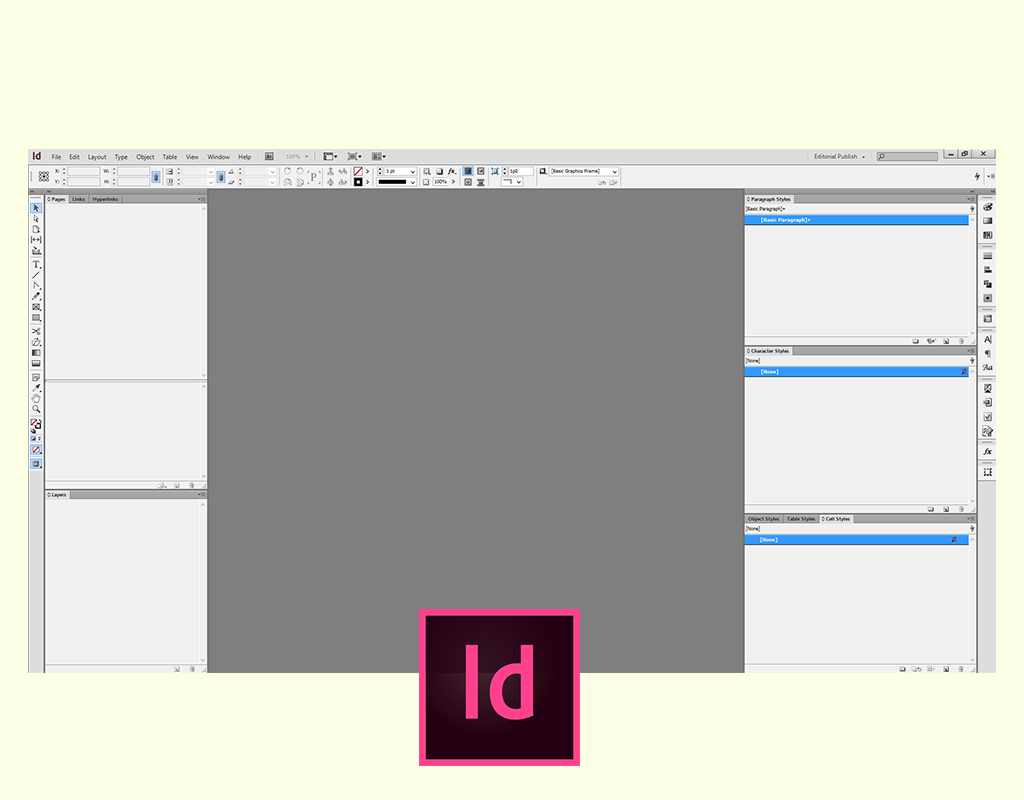 Id File Edit Layout Type Object Table View Window Help Br 100% Editorial Publish
X: W: 1 pt fx. 1p0 [Basic Graphics Frame]
Y: H: P 100%
Pages Links Hyperlinks
Paragraph Styles
[Basic Paragraph]+
[Basic Paragraph]+
Character Styles
[None]
[None]
Layers
Object Styles Table Styles Cell Styles
[None]
[None]
Id